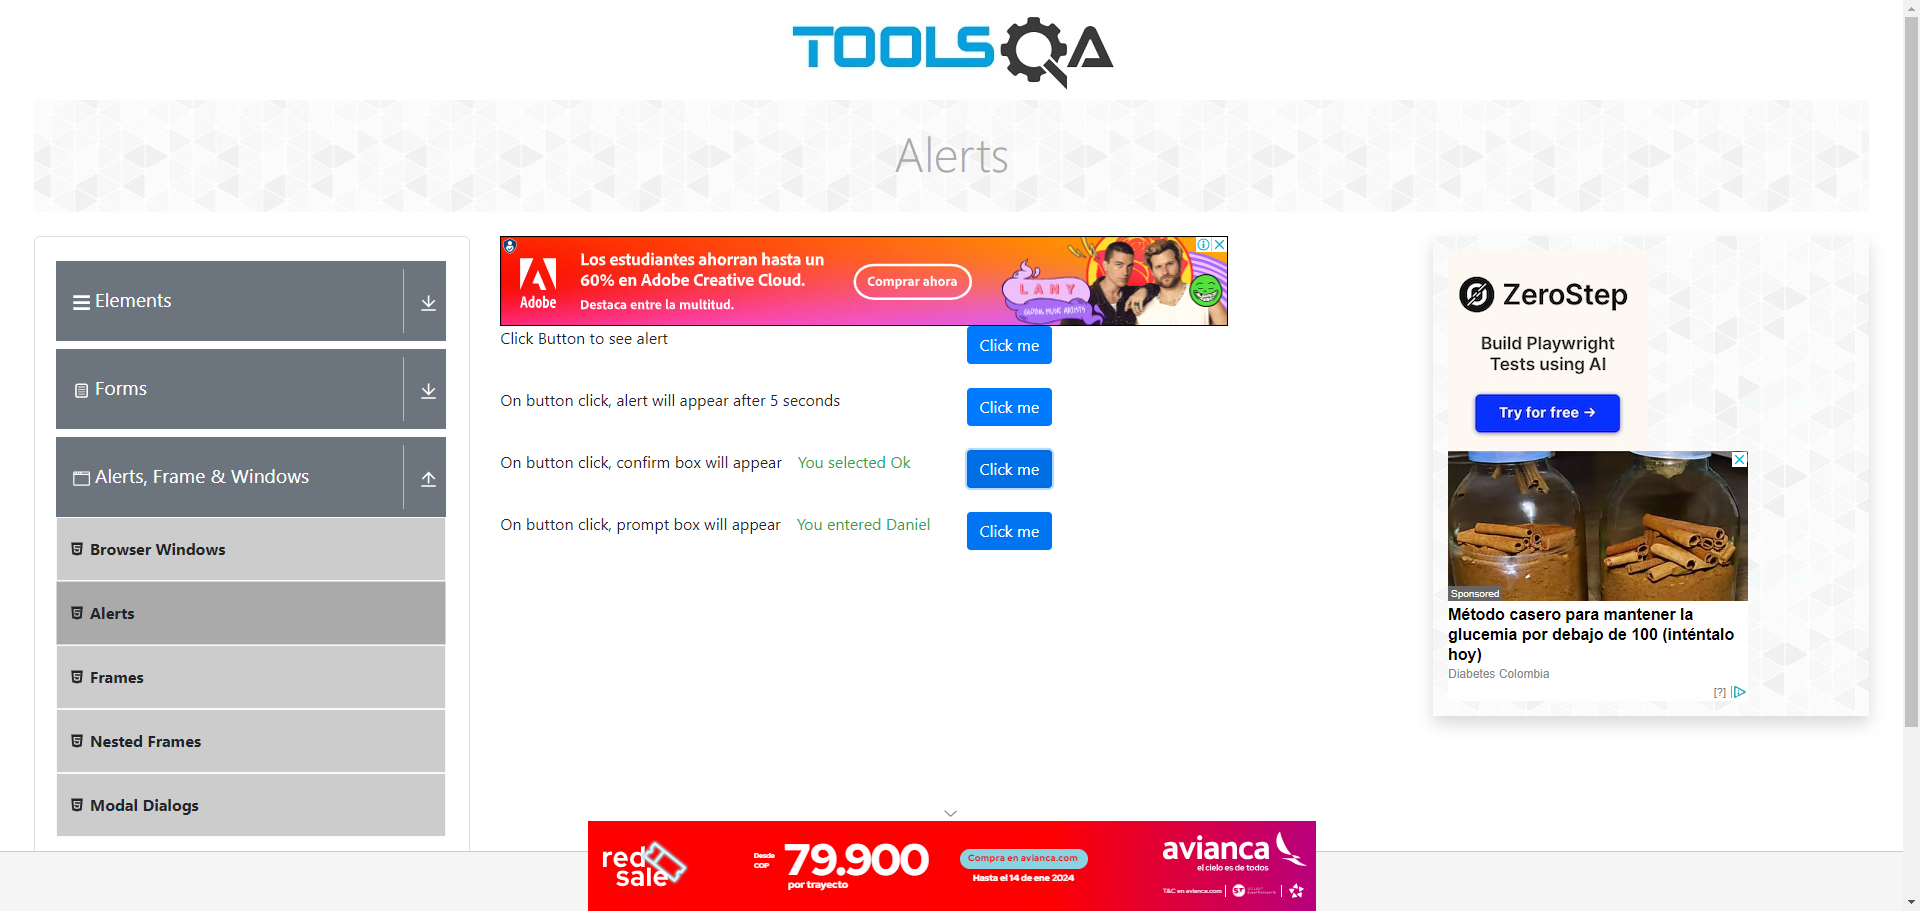 TOOLSQA
Alerts
Elements
Forms
Alerts, Frame & Windows
Browser Windows
Alerts
Frames
Nested Frames
Modal Dialogs
Adobe
Los estudiantes ahorran hasta un
60% en Adobe Creative Cloud.
Destaca entre la multitud.
Comprar ahora
LANY
GLOBAL MUSIC ARTISTS
Click Button to see alert
Click me
On button click, alert will appear after 5 seconds
Click me
On button click, confirm box will appear You selected Ok
Click me
On button click, prompt box will appear You entered Daniel
Click me
ZeroStep
Build Playwright
Tests using AI
Try for free →
Sponsored
Método casero para mantener la
glucemia por debajo de 100 (inténtalo
hoy)
Diabetes Colombia
[?]
red
sale
Desde
COP
79.900
por trayecto
Compra en avianca.com
Hasta el 14 de ene 2024
avianca
el cielo es de todos
T&C en avianca.com
ST